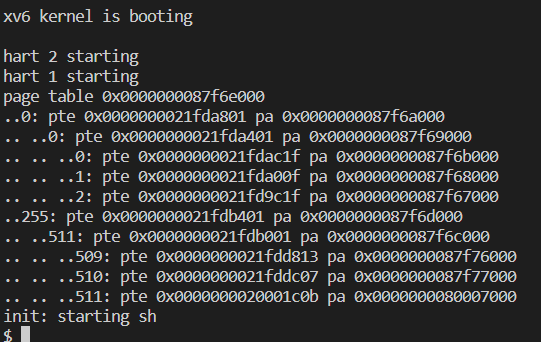 xv6 kernel is booting

hart 2 starting
hart 1 starting
page table 0x0000000087f6e000
..0: pte 0x0000000021fda801 pa 0x0000000087f6a000
.. ..0: pte 0x0000000021fda401 pa 0x0000000087f69000
.. .. ..0: pte 0x0000000021fdac1f pa 0x0000000087f6b000
.. .. ..1: pte 0x0000000021fda00f pa 0x0000000087f68000
.. .. ..2: pte 0x0000000021fd9c1f pa 0x0000000087f67000
..255: pte 0x0000000021fdb401 pa 0x0000000087f6d000
.. ..511: pte 0x0000000021fdb001 pa 0x0000000087f6c000
.. .. ..509: pte 0x0000000021fdd813 pa 0x0000000087f76000
.. .. ..510: pte 0x0000000021fddc07 pa 0x0000000087f77000
.. .. ..511: pte 0x0000000020001c0b pa 0x0000000080007000
init: starting sh
$